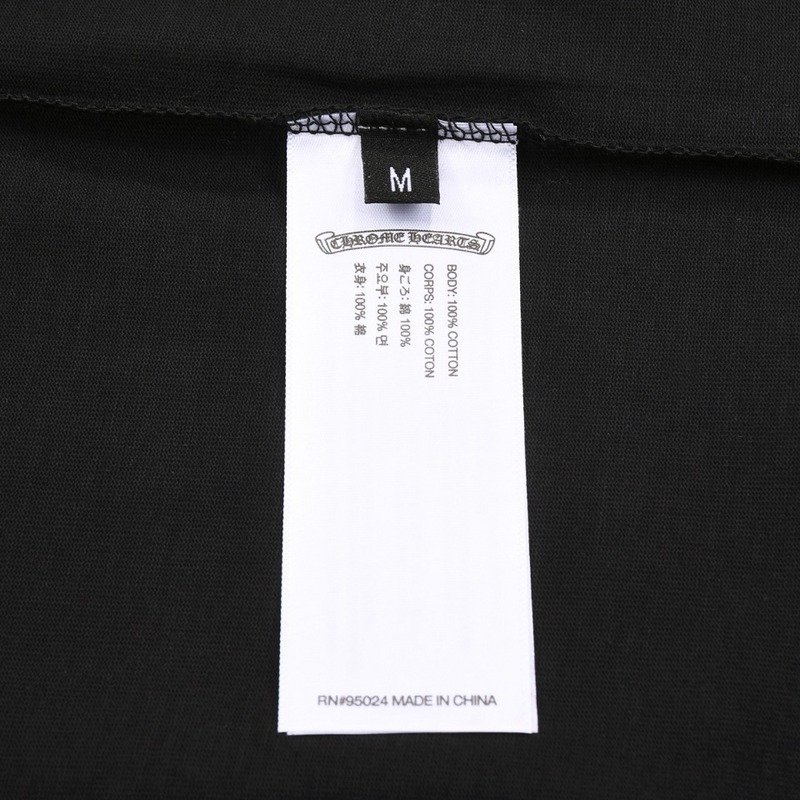 M
CHROME HEARTS
BODY: 100% COTTON
CORPS: 100% COTON
身ごろ: 綿 100%
주요부: 100% 면
衣身: 100% 棉
RN#95024 MADE IN CHINA